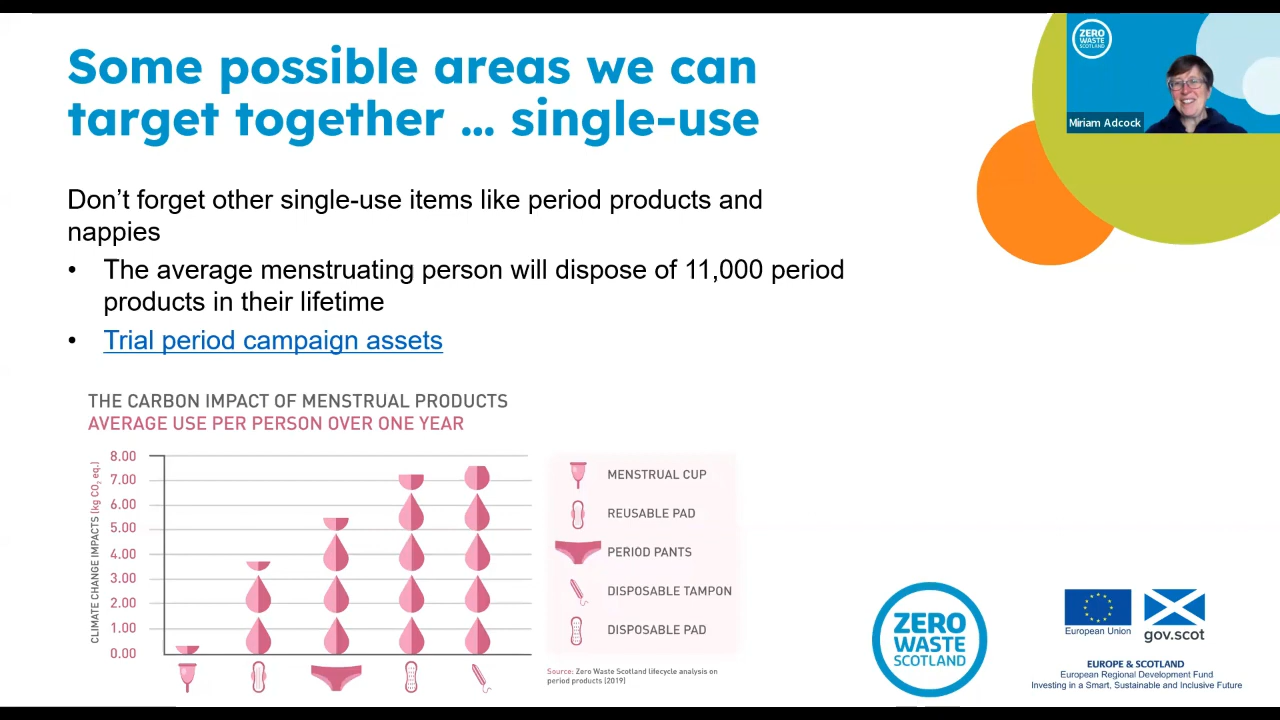 Some possible areas we can
target together ... single-use
ZERO
WASTE
SCOTLAND
Miriam Adcock
Don’t forget other single-use items like period products and
nappies
• The average menstruating person will dispose of 11,000 period
products in their lifetime
• Trial period campaign assets
THE CARBON IMPACT OF MENSTRUAL PRODUCTS
AVERAGE USE PER PERSON OVER ONE YEAR
CLIMATE CHANGE IMPACTS (kg CO₂ eq.)
8.00
7.00
6.00
5.00
4.00
3.00
2.00
1.00
0.00
MENSTRUAL CUP
REUSABLE PAD
PERIOD PANTS
DISPOSABLE TAMPON
DISPOSABLE PAD
Source: Zero Waste Scotland lifecycle analysis on
period products (2019)
ZERO
WASTE
SCOTLAND
European Union
gov.scot
EUROPE & SCOTLAND
European Regional Development Fund
Investing in a Smart, Sustainable and Inclusive Future